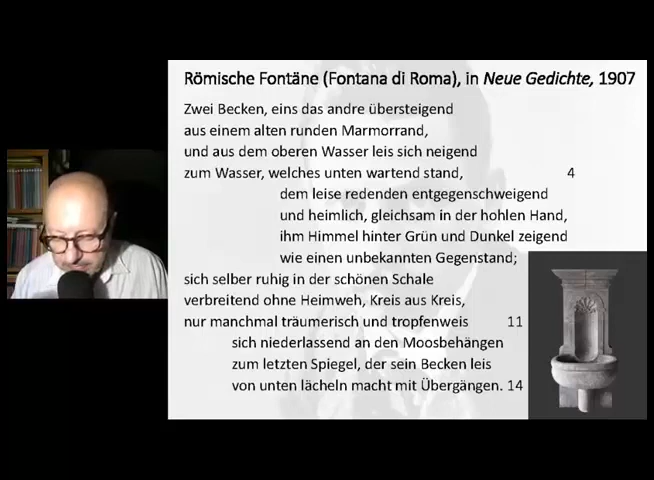 Römische Fontäne (Fontana di Roma), in Neue Gedichte, 1907
Zwei Becken, eins das andre übersteigend
aus einem alten runden Marmorrand,
und aus dem oberen Wasser leis sich neigend
zum Wasser, welches unten wartend stand, 4
dem leise redenden entgegenschweigend
und heimlich, gleichsam in der hohlen Hand,
ihm Himmel hinter Grün und Dunkel zeigend
wie einen unbekannten Gegenstand;
sich selber ruhig in der schönen Schale
verbreitend ohne Heimweh, Kreis aus Kreis,
nur manchmal träumerisch und tropfenweis 11
sich niederlassend an den Moosbehängen
zum letzten Spiegel, der sein Becken leis
von unten lächeln macht mit Übergängen. 14